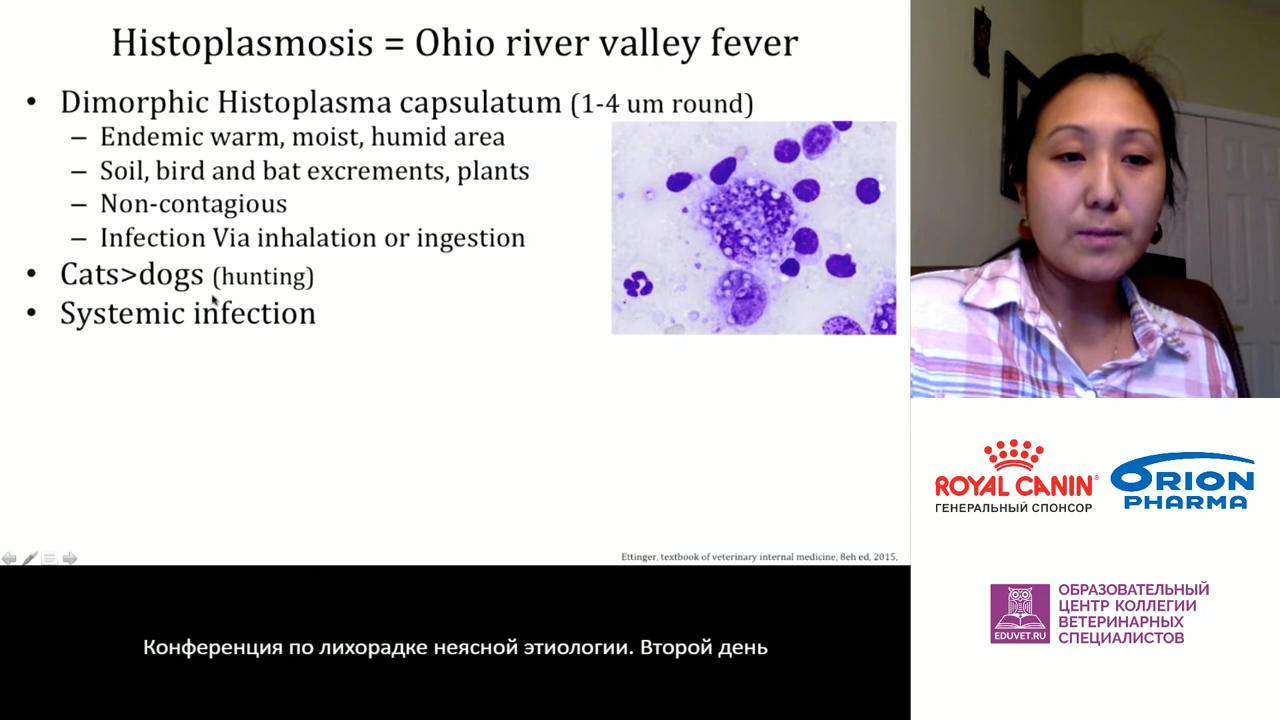 Histoplasmosis = Ohio river valley fever
• Dimorphic Histoplasma capsulatum (1-4 um round)
– Endemic warm, moist, humid area
– Soil, bird and bat excrements, plants
– Non-contagious
– Infection Via inhalation or ingestion
• Cats>dogs (hunting)
• Systemic infection
Ettinger, textbook of veterinary internal medicine, 8eh ed, 2015,
Конференция по лихорадке неясной этиологии. Второй день
ROYAL CANIN®
ГЕНЕРАЛЬНЫЙ СПОНСОР
ORION
PHARMA
EDUVET.RU
ОБРАЗОВАТЕЛЬНЫЙ
ЦЕНТР КОЛЛЕГИИ
ВЕТЕРИНАРНЫХ
СПЕЦИАЛИСТОВ